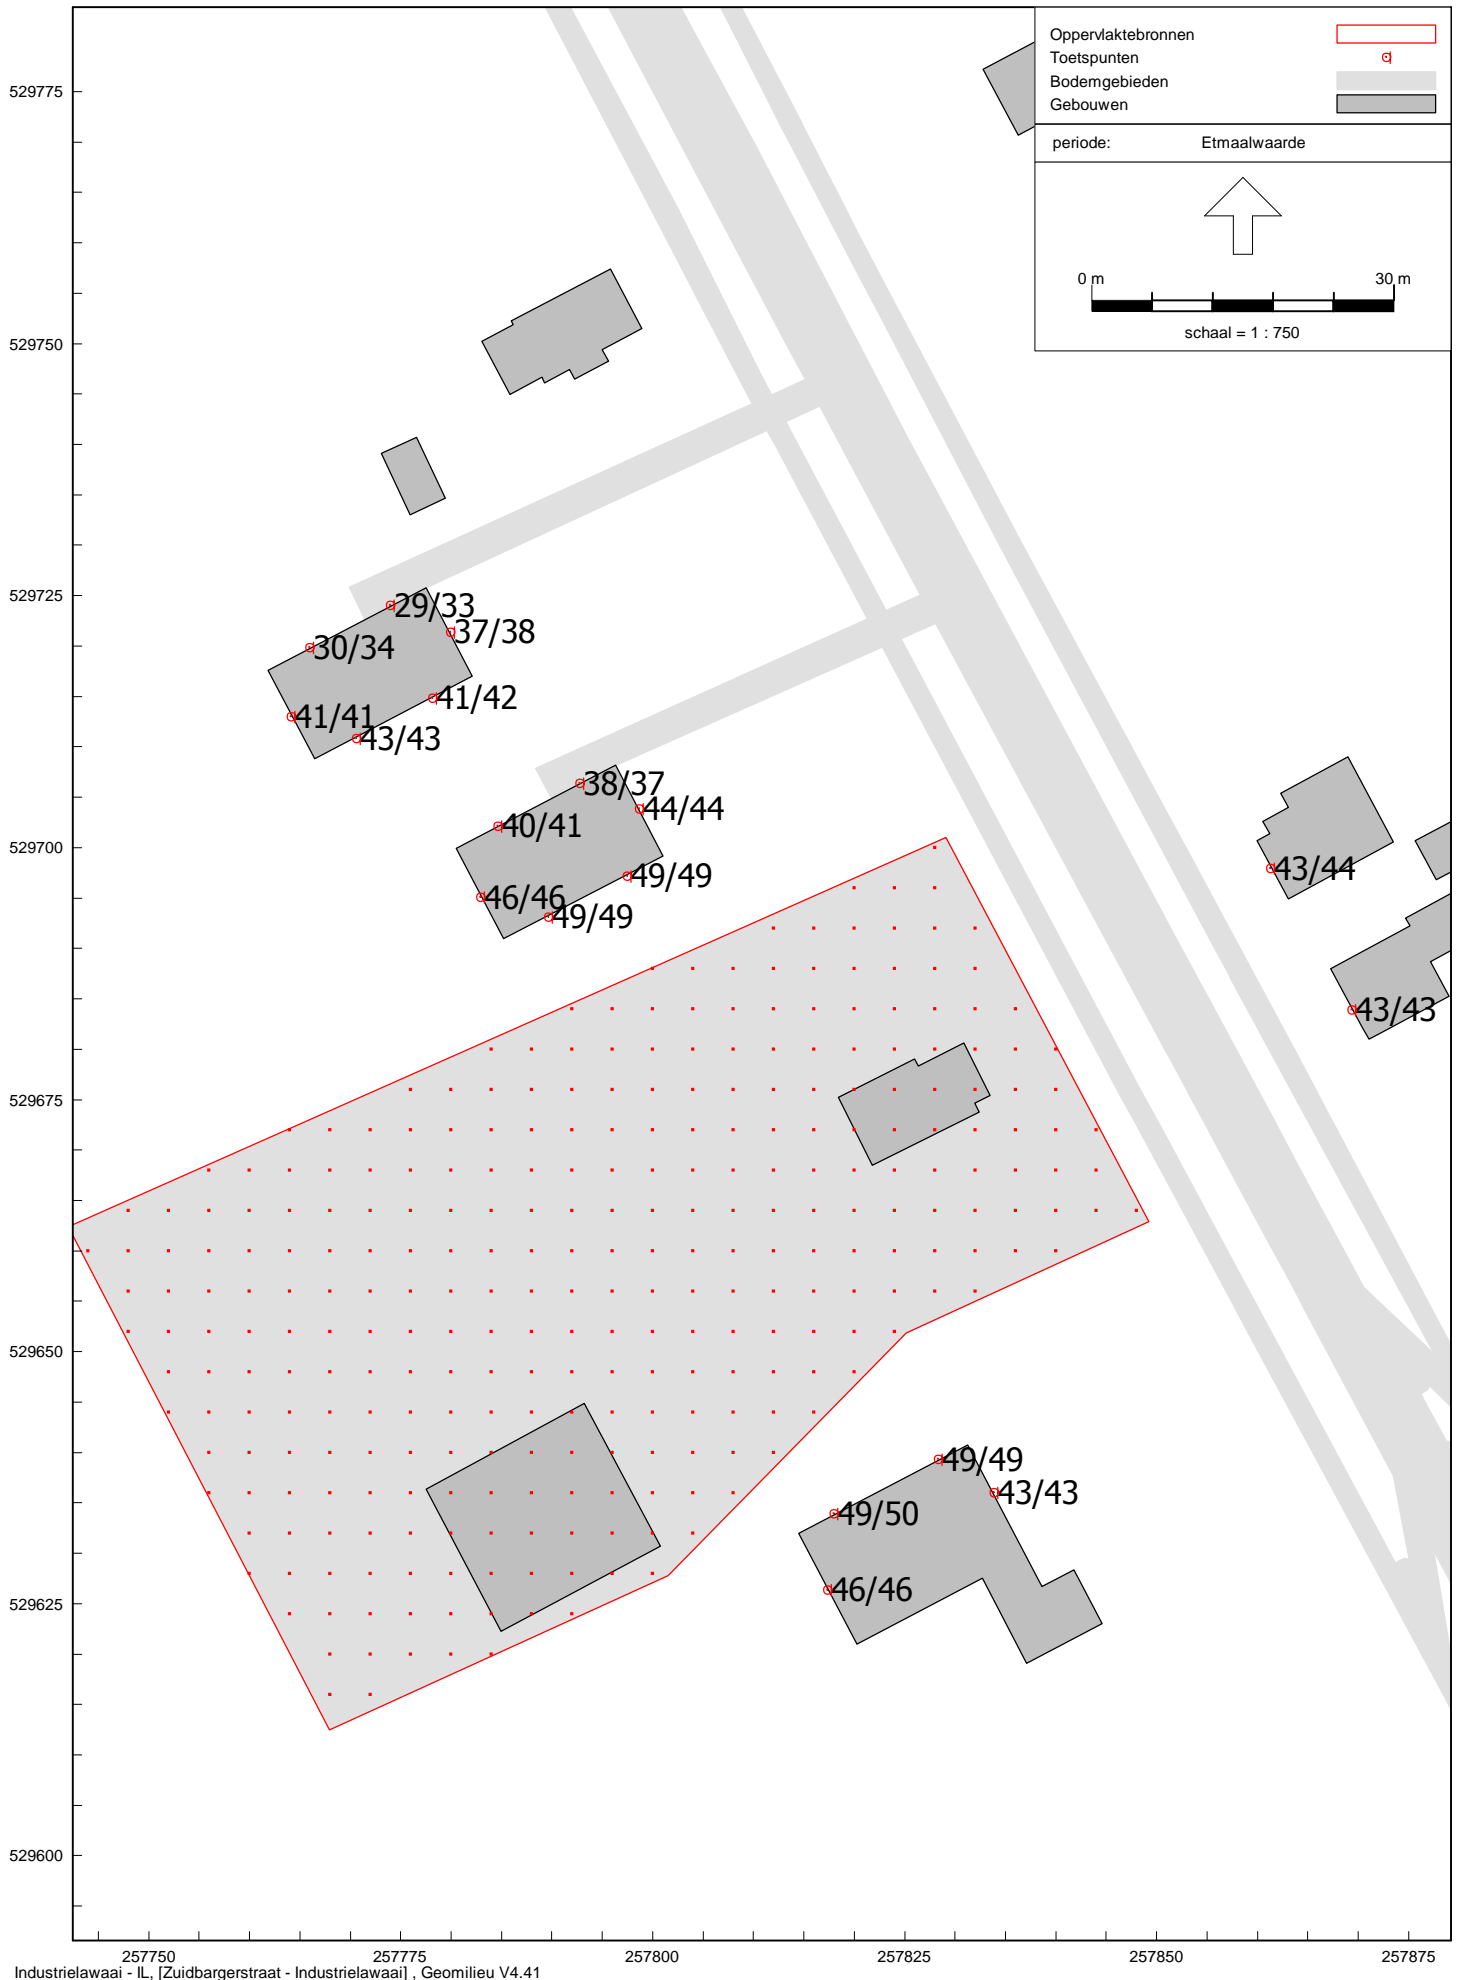 Oppervlaktebronnen
Toetspunten
Bodemgebieden
Gebouwen
periode: Etmaalwaarde
0 m 30 m
schaal = 1 : 750
529775
529750
529725
529700
529675
529650
529625
529600
29/33
37/38
30/34
41/42
41/41
43/43
38/37
44/44
40/41
49/49
46/46
49/49
43/44
43/43
49/49
43/43
49/50
46/46
257750 257775 257800 257825 257850 257875
Industrielawaai - IL, [Zuidbargerstraat - Industrielawaai] , Geomilieu V4.41